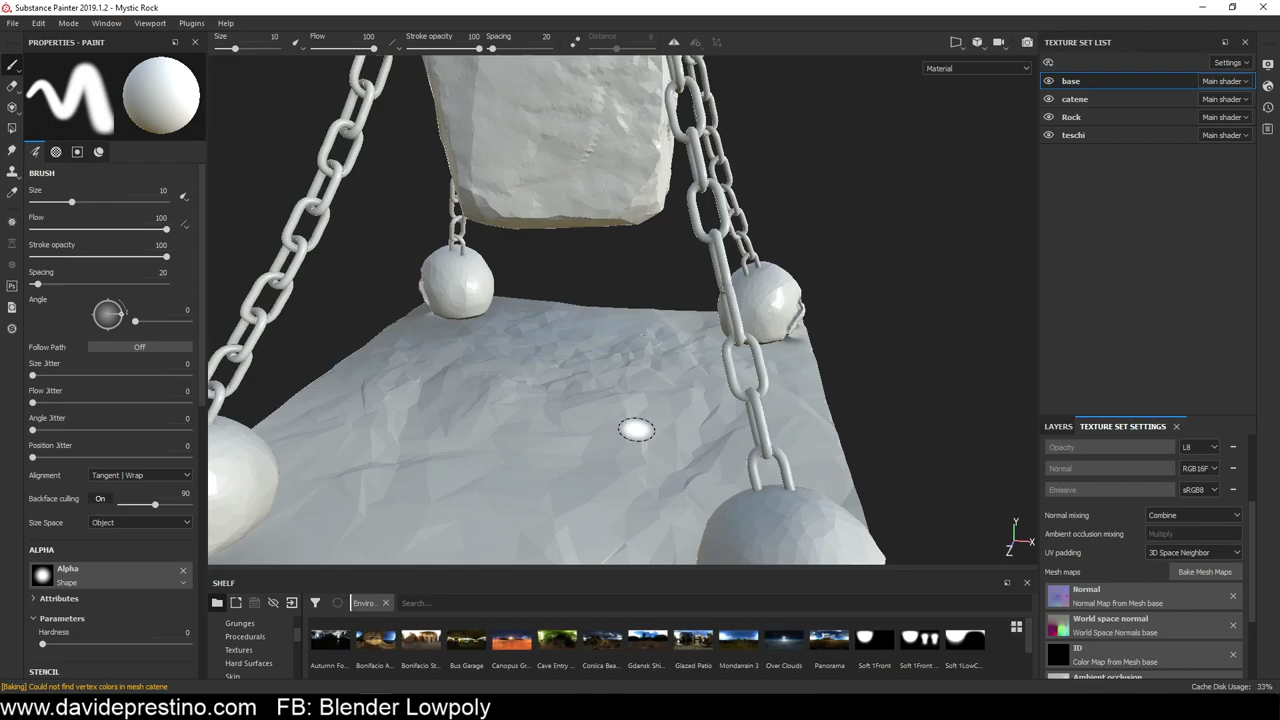 Substance Painter 2019.1.2 - Mystic Rock
File Edit Mode Window Viewport Plugins Help
PROPERTIES - PAINT
Size 10 Flow 100 Stroke opacity 100 Spacing 20 Distance 8
TEXTURE SET LIST
Material
Settings
base Main shader
catene Main shader
Rock Main shader
teschi Main shader
BRUSH
Size 10
Flow 100
Stroke opacity 100
Spacing 20
Angle 0
Follow Path Off
Size Jitter 0
Flow Jitter 0
Angle Jitter 0
Position Jitter 0
Alignment Tangent | Wrap
Backface culling On 90
Size Space Object
ALPHA
Alpha
Shape
Attributes
Parameters
Hardness 0
STENCIL
Y
X
Z
LAYERS TEXTURE SET SETTINGS
Opacity L8
Normal RGB16F
Emissive sRGB8
Normal mixing Combine
Ambient occlusion mixing Multiply
UV padding 3D Space Neighbor
Mesh maps Bake Mesh Maps
Normal
Normal Map from Mesh base
World space normal
World Space Normals base
ID
Color Map from Mesh base
Ambient occlusion
SHELF
Enviro... Search...
Grunges
Procedurals
Textures
Hard Surfaces
Skin
Autumn Fo... Bonifacio A... Bonifacio St... Bus Garage Canopus Gr... Cave Entry ... Corsica Bea... Gdansk Shi... Glazed Patio Mondarrain 3 Over Clouds Panorama Soft 1Front Soft 1Front ... Soft 1LowC...
[Baking] Could not find vertex colors in mesh catene
Cache Disk Usage: 33%
www.davideprestino.com FB: Blender Lowpoly